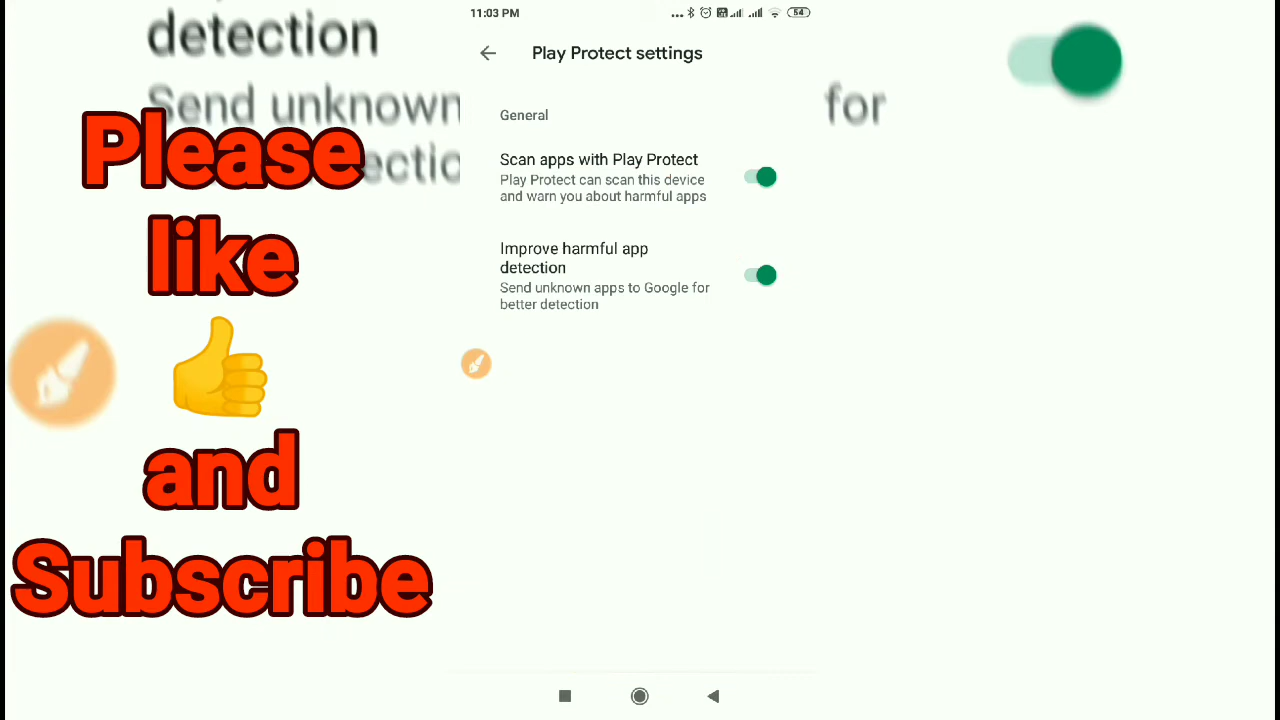 detection
Send unknown
for
ectio
Please
like
👍
and
Subscribe
11:03 PM
54
Play Protect settings
General
Scan apps with Play Protect
Play Protect can scan this device
and warn you about harmful apps
Improve harmful app
detection
Send unknown apps to Google for
better detection